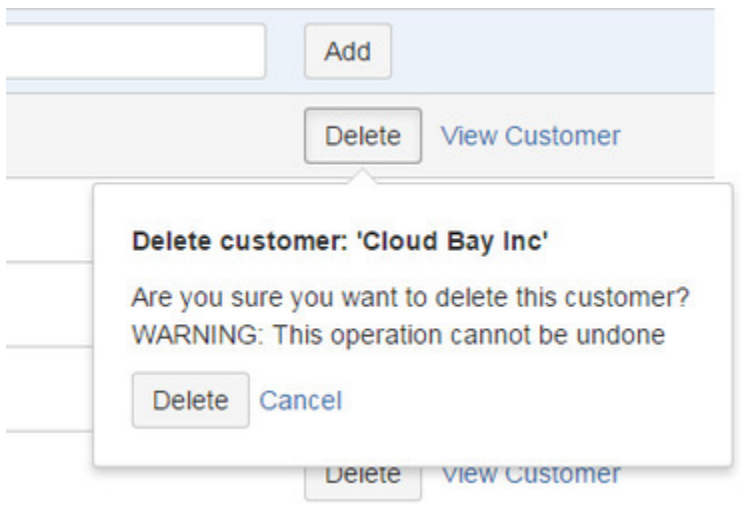 Add
Delete View Customer
Delete customer: 'Cloud Bay Inc'
Are you sure you want to delete this customer?
WARNING: This operation cannot be undone
Delete Cancel
Delete View Customer